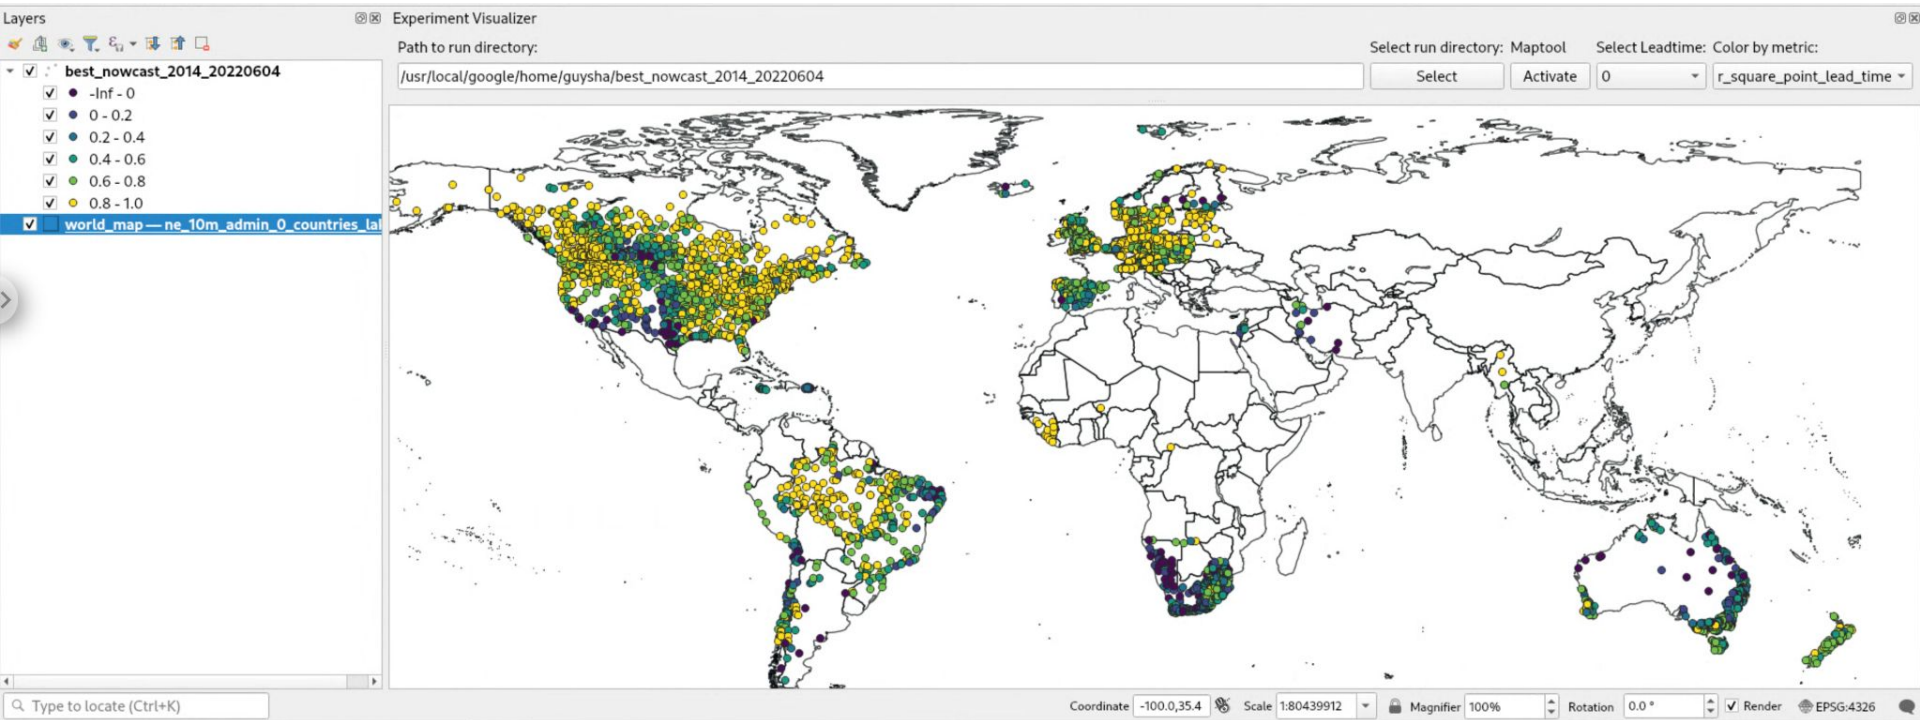 Layers
Experiment Visualizer
Path to run directory:
Select run directory:
Maptool
Select Leadtime:
Color by metric:
/usr/local/google/home/guysha/best_nowcast_2014_20220604
Select
Activate
0
r_square_point_lead_time
best_nowcast_2014_20220604
-Inf - 0
0 - 0.2
0.2 - 0.4
0.4 - 0.6
0.6 - 0.8
0.8 - 1.0
world_map — ne_10m_admin_0_countries_la
Type to locate (Ctrl+K)
Coordinate -100.0,35.4
Scale 1:80439912
Magnifier 100%
Rotation 0.0 °
Render
EPSG:4326